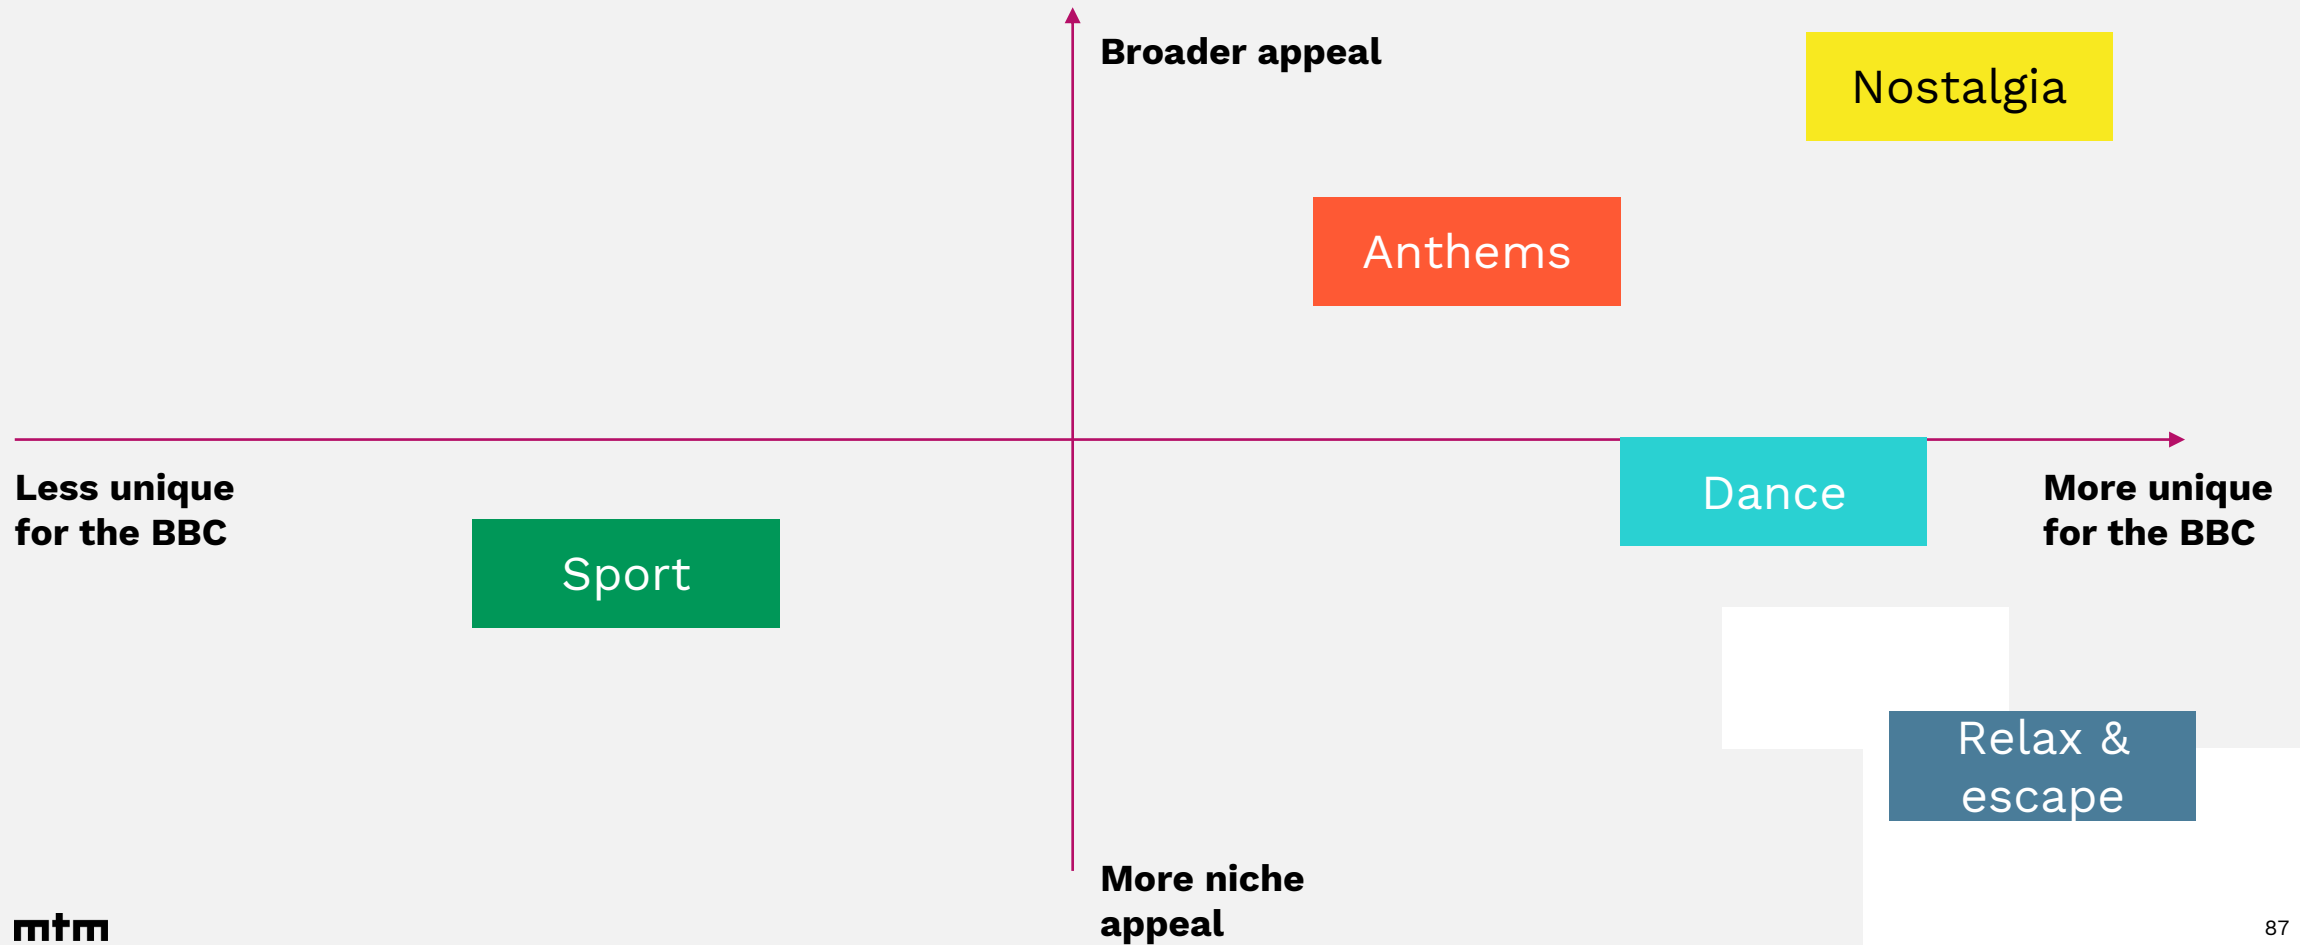 Broader appeal
Nostalgia
Anthems
Less unique
for the BBC
Dance
More unique
for the BBC
Sport
Relax &
escape
More niche
appeal
mtm
87